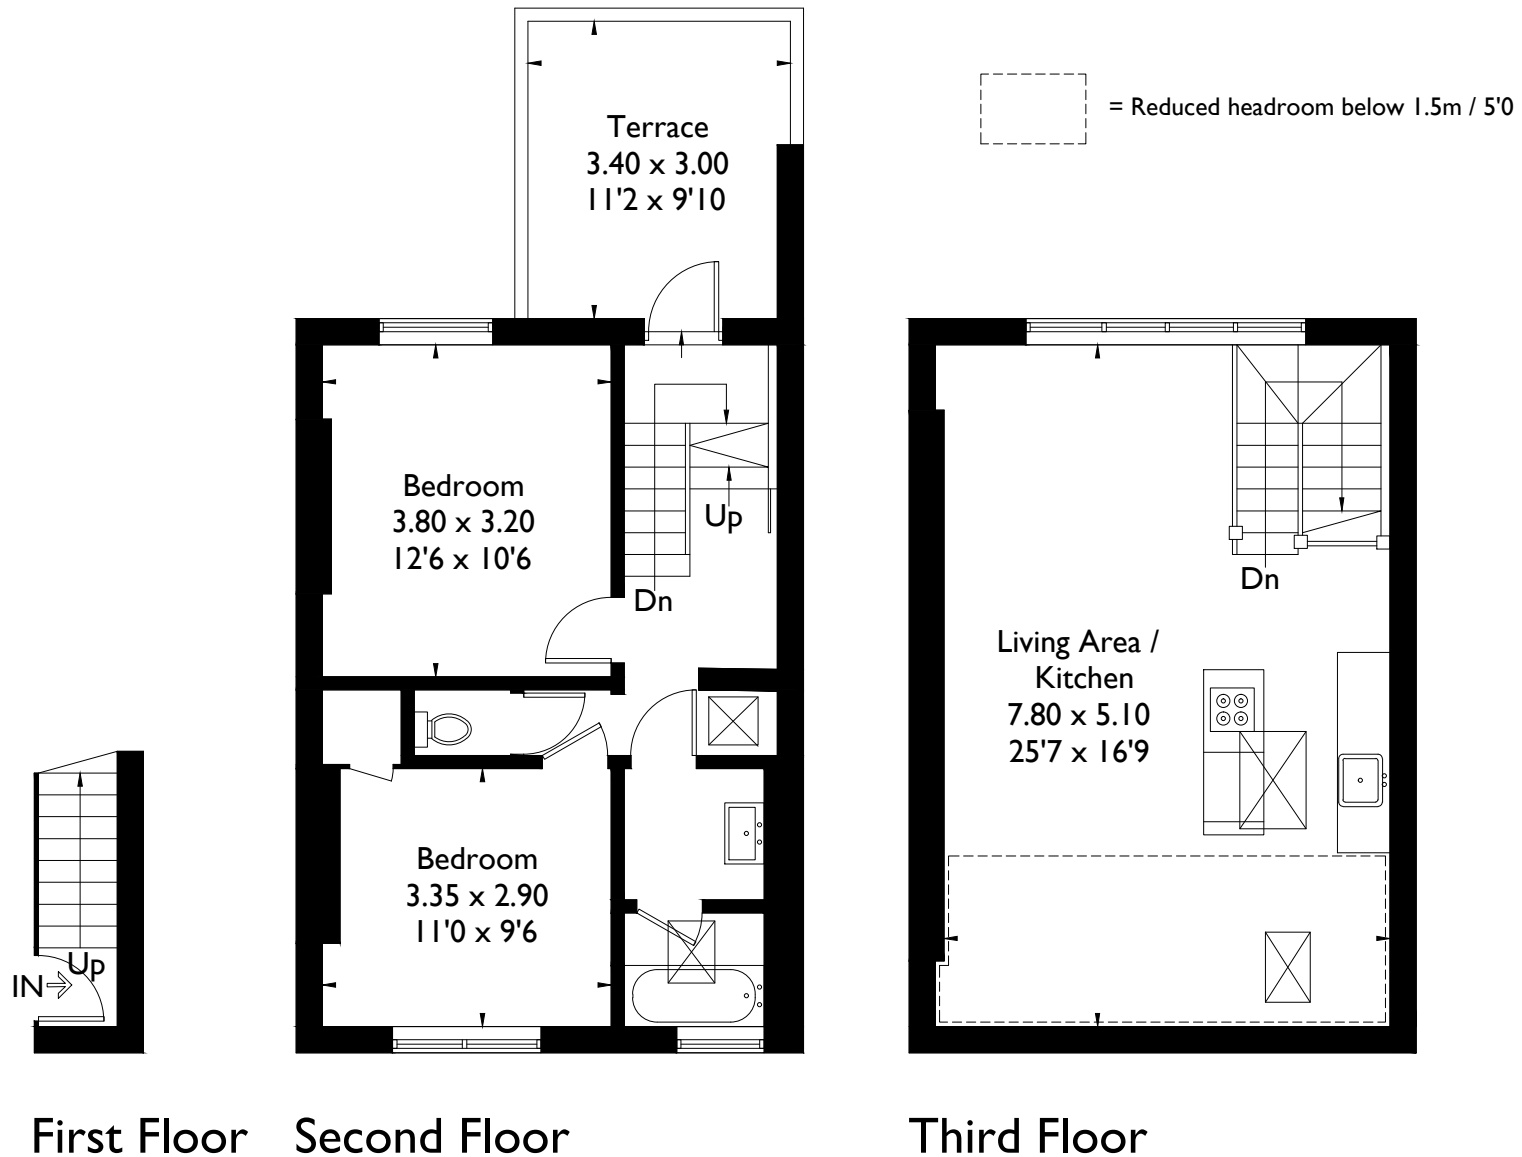 Terrace
3.40 x 3.00
11'2 x 9'10
= Reduced headroom below 1.5m / 5'0
Bedroom
3.80 x 3.20
12'6 x 10'6
Up
Dn
Dn
Living Area /
Kitchen
7.80 x 5.10
25'7 x 16'9
Bedroom
3.35 x 2.90
11'0 x 9'6
Up
IN
First Floor
Second Floor
Third Floor